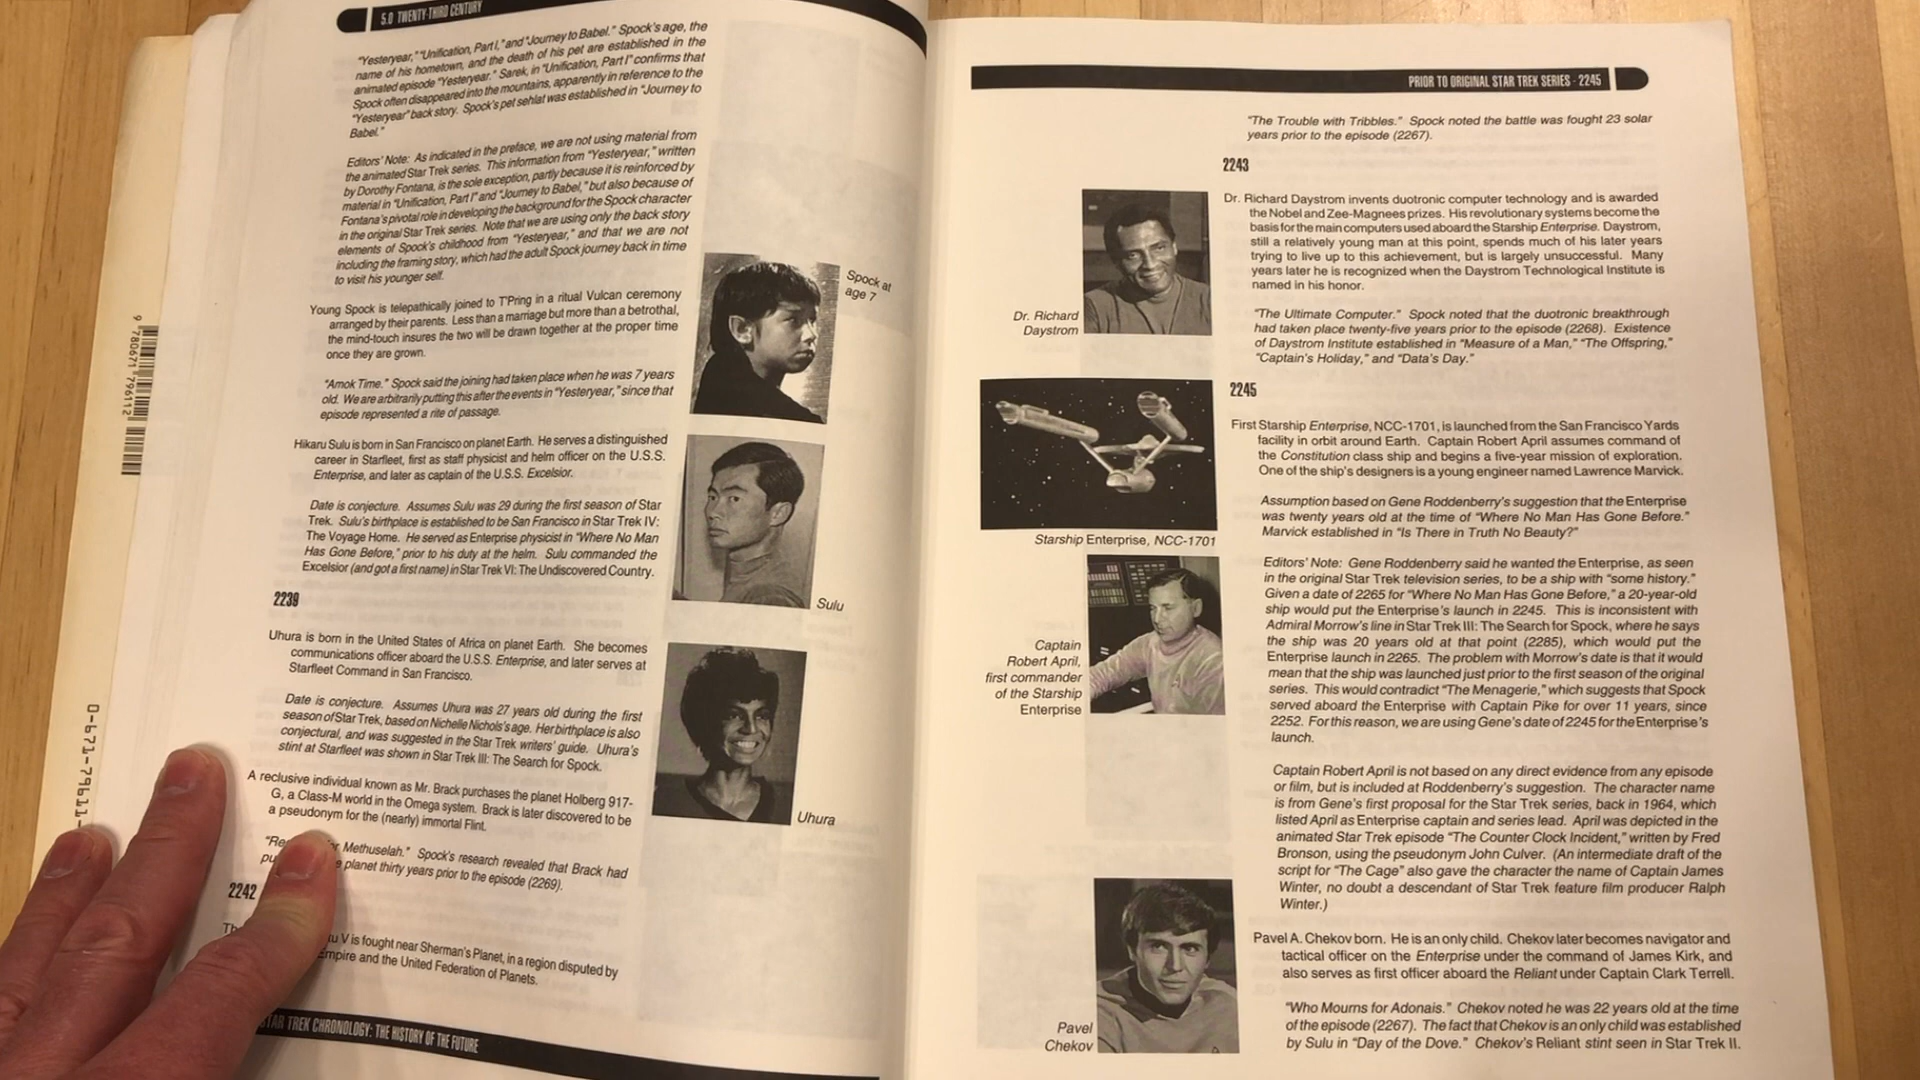 5.0 TWENTY-THIRD CENTURY
"Yesteryear," "Unification, Part I," and "Journey to Babel." Spock's age, the
name of his hometown, and the death of his pet are established in the
animated episode "Yesteryear." Sarek, in "Unification, Part I" confirms that
Spock often disappeared into the mountains, apparently in reference to the
"Yesteryear" back story. Spock's pet sehlat was established in "Journey to
Babel."
Editors' Note: As indicated in the preface, we are not using material from
the animated Star Trek series. This information from "Yesteryear," written
by Dorothy Fontana, is the sole exception, partly because it is reinforced by
material in "Unification, Part I" and "Journey to Babel," but also because of
Fontana's pivotal role in developing the background for the Spock character
in the original Star Trek series. Note that we are using only the back story
elements of Spock's childhood from "Yesteryear," and that we are not
including the framing story, which had the adult Spock journey back in time
to visit his younger self.
Spock at
age 7
Young Spock is telepathically joined to T'Pring in a ritual Vulcan ceremony
arranged by their parents. Less than a marriage but more than a betrothal,
the mind-touch insures the two will be drawn together at the proper time
once they are grown.
"Amok Time." Spock said the joining had taken place when he was 7 years
old. We are arbitrarily putting this after the events in "Yesteryear," since that
episode represented a rite of passage.
Hikaru Sulu is born in San Francisco on planet Earth. He serves a distinguished
career in Starfleet, first as staff physicist and helm officer on the U.S.S.
Enterprise, and later as captain of the U.S.S. Excelsior.
Date is conjecture. Assumes Sulu was 29 during the first season of Star
Trek. Sulu's birthplace is established to be San Francisco in Star Trek IV:
The Voyage Home. He served as Enterprise physicist in "Where No Man
Has Gone Before," prior to his duty at the helm. Sulu commanded the
Excelsior (and got a first name) in Star Trek VI: The Undiscovered Country.
Sulu
2239
Uhura is born in the United States of Africa on planet Earth. She becomes
communications officer aboard the U.S.S. Enterprise, and later serves at
Starfleet Command in San Francisco.
Date is conjecture. Assumes Uhura was 27 years old during the first
season of Star Trek, based on Nichelle Nichols's age. Her birthplace is also
conjectural, and was suggested in the Star Trek writers' guide. Uhura's
stint at Starfleet was shown in Star Trek III: The Search for Spock.
Uhura
A reclusive individual known as Mr. Brack purchases the planet Holberg 917-
G, a Class-M world in the Omega system. Brack is later discovered to be
a pseudonym for the (nearly) immortal Flint.
Methuselah." Spock's research revealed that Brack had
planet thirty years prior to the episode (2269).
2242
V is fought near Sherman's Planet, in a region disputed by
Empire and the United Federation of Planets.
STAR TREK CHRONOLOGY: THE HISTORY OF THE FUTURE
9 780671 796112
0-671-79611-
PRIOR TO ORIGINAL STAR TREK SERIES - 2245
"The Trouble with Tribbles." Spock noted the battle was fought 23 solar
years prior to the episode (2267).
2243
Dr. Richard Daystrom invents duotronic computer technology and is awarded
the Nobel and Zee-Magnees prizes. His revolutionary systems become the
basis for the main computers used aboard the Starship Enterprise. Daystrom,
still a relatively young man at this point, spends much of his later years
trying to live up to this achievement, but is largely unsuccessful. Many
years later he is recognized when the Daystrom Technological Institute is
named in his honor.
Dr. Richard
Daystrom
"The Ultimate Computer." Spock noted that the duotronic breakthrough
had taken place twenty-five years prior to the episode (2268). Existence
of Daystrom Institute established in "Measure of a Man," "The Offspring,"
"Captain's Holiday," and "Data's Day."
2245
First Starship Enterprise, NCC-1701, is launched from the San Francisco Yards
facility in orbit around Earth. Captain Robert April assumes command of
the Constitution class ship and begins a five-year mission of exploration.
One of the ship's designers is a young engineer named Lawrence Marvick.
Assumption based on Gene Roddenberry's suggestion that the Enterprise
was twenty years old at the time of "Where No Man Has Gone Before."
Marvick established in "Is There in Truth No Beauty?"
Starship Enterprise, NCC-1701
Editors' Note: Gene Roddenberry said he wanted the Enterprise, as seen
in the original Star Trek television series, to be a ship with "some history."
Given a date of 2265 for "Where No Man Has Gone Before," a 20-year-old
ship would put the Enterprise's launch in 2245. This is inconsistent with
Admiral Morrow's line in Star Trek III: The Search for Spock, where he says
the ship was 20 years old at that point (2285), which would put the
Enterprise launch in 2265. The problem with Morrow's date is that it would
mean that the ship was launched just prior to the first season of the original
series. This would contradict "The Menagerie," which suggests that Spock
served aboard the Enterprise with Captain Pike for over 11 years, since
2252. For this reason, we are using Gene's date of 2245 for the Enterprise's
launch.
Captain
Robert April,
first commander
of the Starship
Enterprise
Captain Robert April is not based on any direct evidence from any episode
or film, but is included at Roddenberry's suggestion. The character name
is from Gene's first proposal for the Star Trek series, back in 1964, which
listed April as Enterprise captain and series lead. April was depicted in the
animated Star Trek episode "The Counter Clock Incident," written by Fred
Bronson, using the pseudonym John Culver. (An intermediate draft of the
script for "The Cage" also gave the character the name of Captain James
Winter, no doubt a descendant of Star Trek feature film producer Ralph
Winter.)
Pavel A. Chekov born. He is an only child. Chekov later becomes navigator and
tactical officer on the Enterprise under the command of James Kirk, and
also serves as first officer aboard the Reliant under Captain Clark Terrell.
"Who Mourns for Adonais." Chekov noted he was 22 years old at the time
of the episode (2267). The fact that Chekov is an only child was established
by Sulu in "Day of the Dove." Chekov's Reliant stint seen in Star Trek II.
Pavel
Chekov